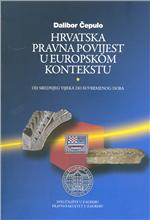 Dalibor Čepulo
HRVATSKA
PRAVNA POVIJEST
U EUROPSKOM
KONTEKSTU
OD SREDNJEG VIJEKA DO SUVREMENOG DOBA
SVEUČILIŠTE U ZAGREBU
PRAVNI FAKULTET U ZAGREBU